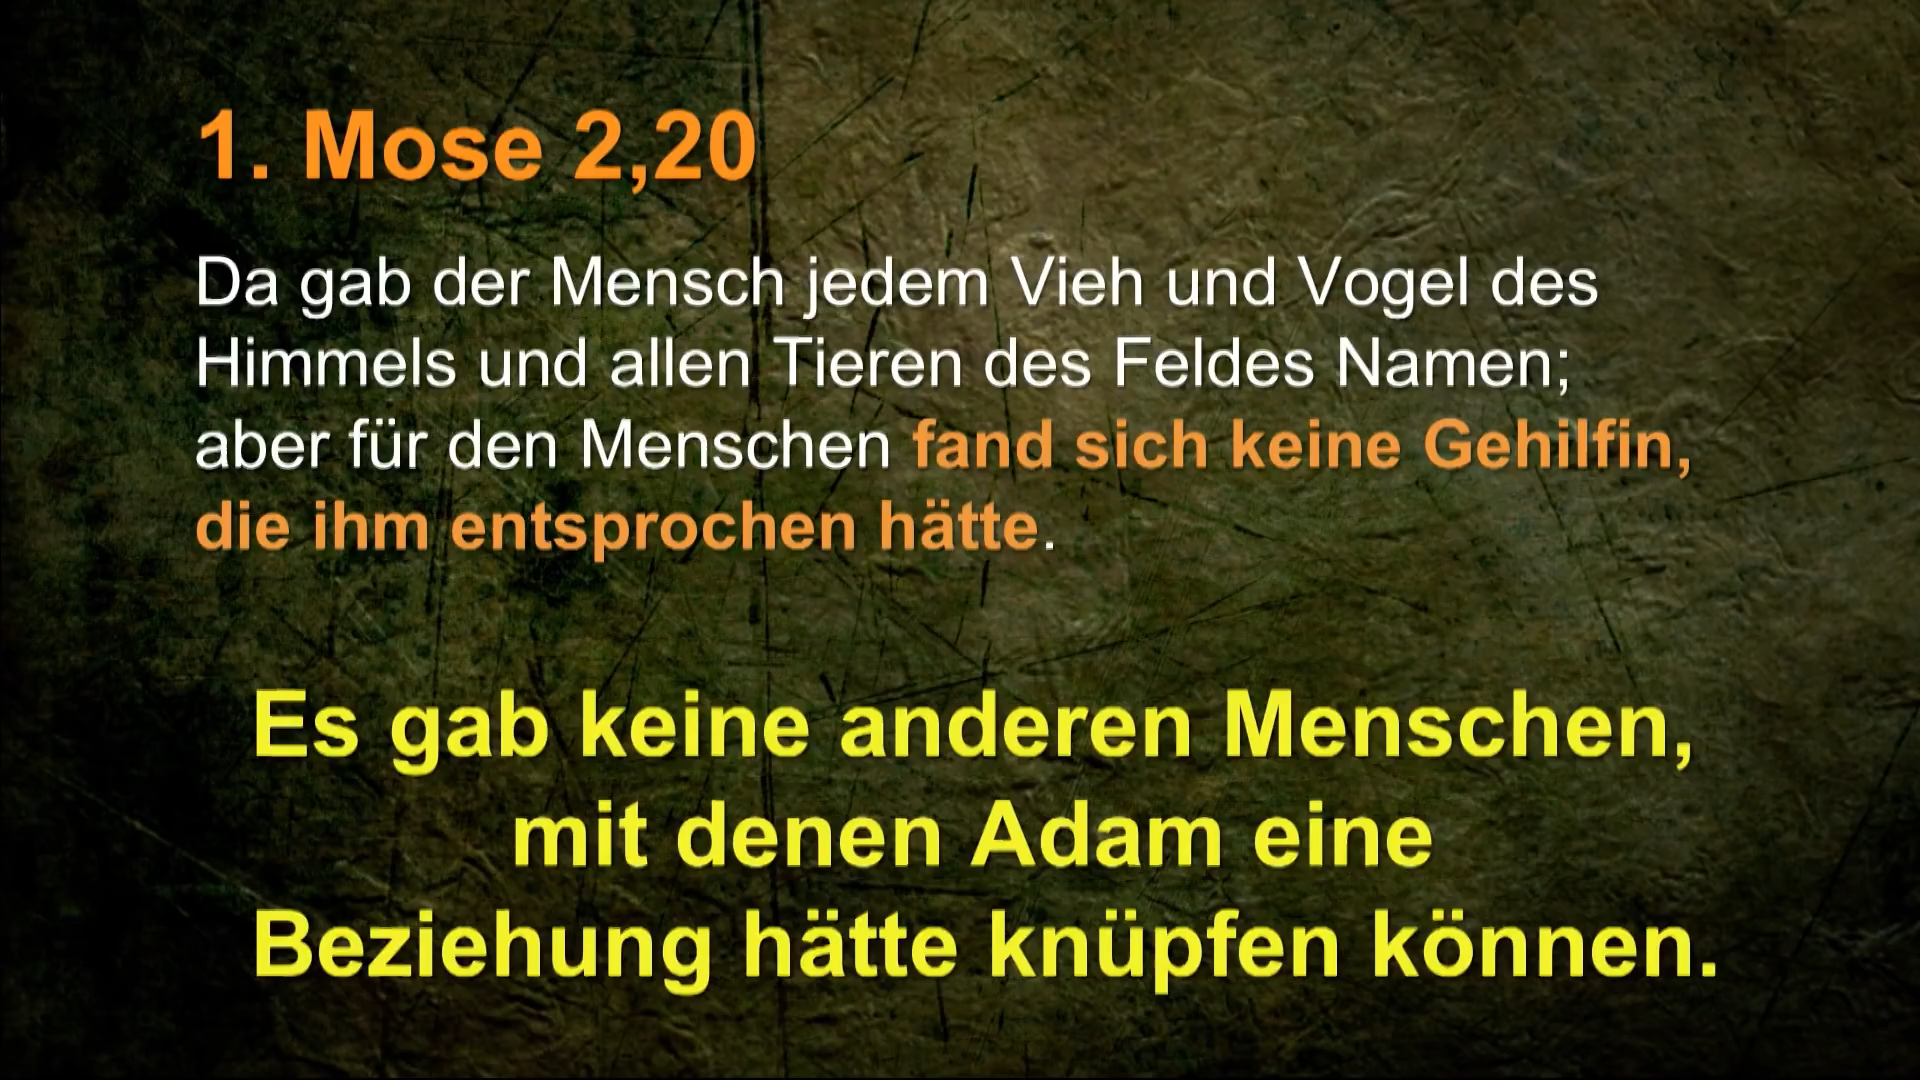 1. Mose 2,20
Da gab der Mensch jedem Vieh und Vogel des
Himmels und allen Tieren des Feldes Namen;
aber für den Menschen fand sich keine Gehilfin,
die ihm entsprochen hätte.
Es gab keine anderen Menschen,
mit denen Adam eine
Beziehung hätte knüpfen können.